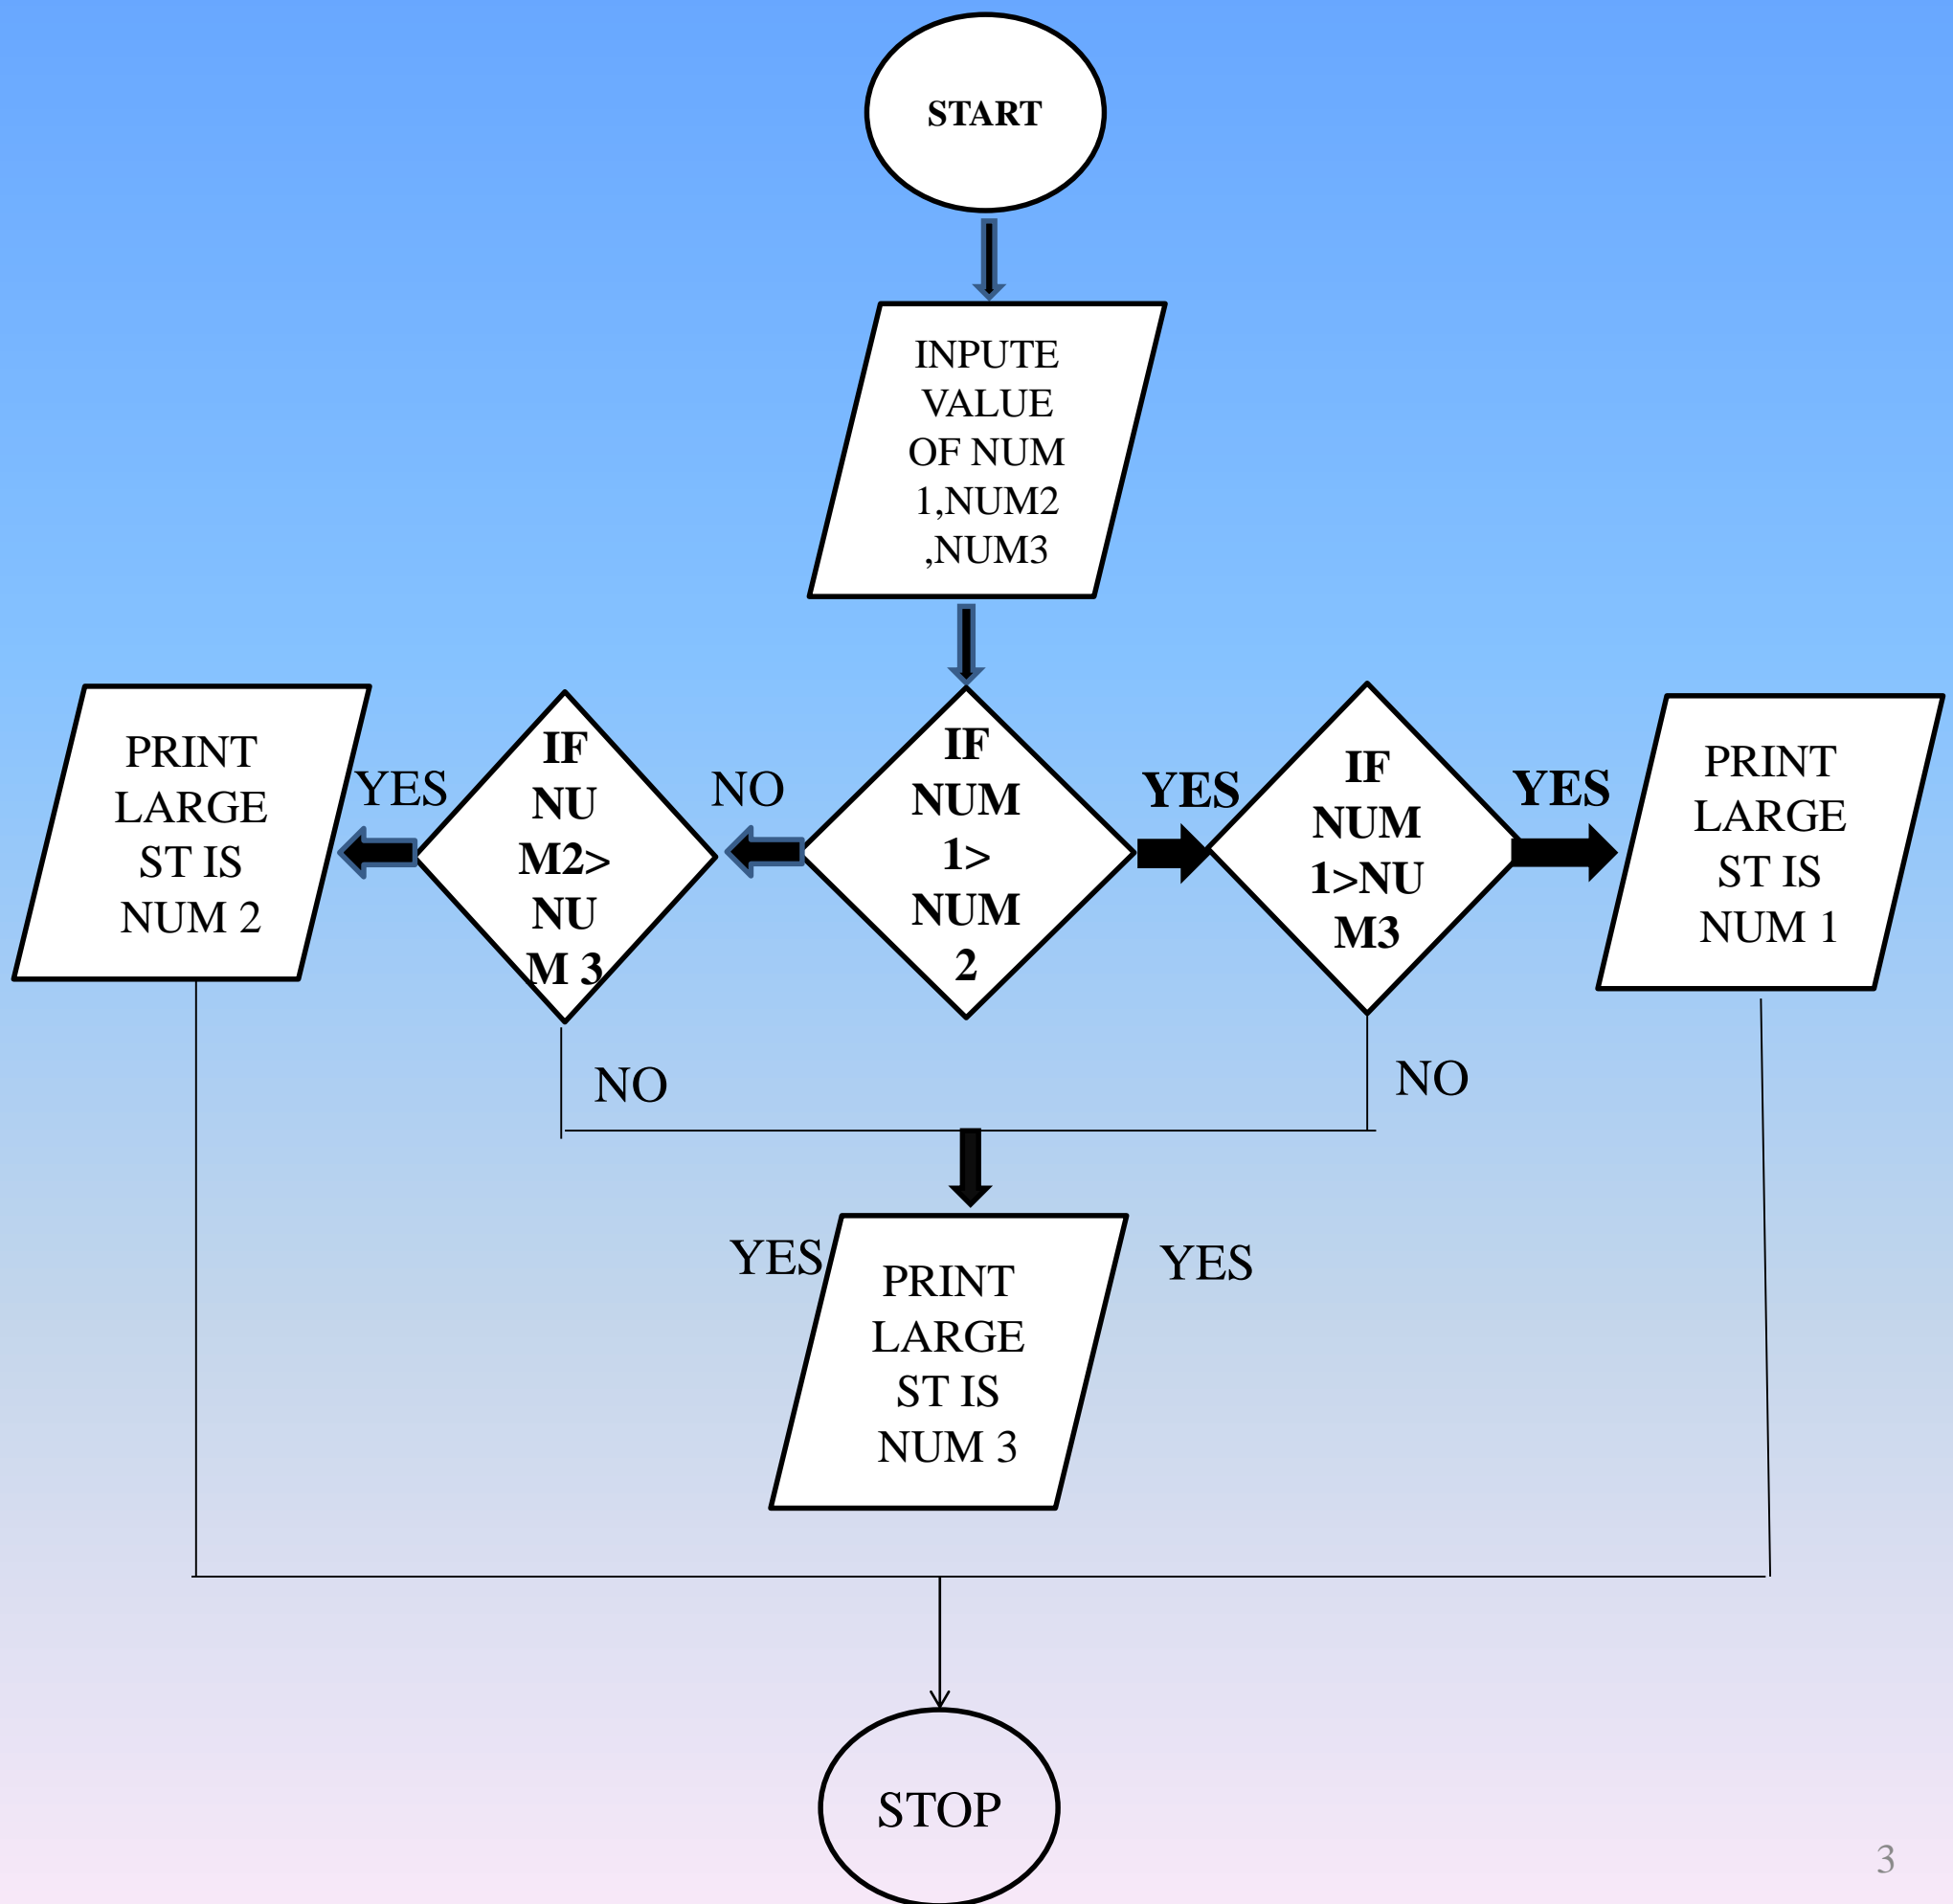 START
INPUTE
VALUE
OF NUM
1,NUM2
,NUM3
PRINT
LARGE
ST IS
NUM 2
YES
IF
NU
M2>
NU
M 3
NO
IF
NUM
1>
NUM
2
YES
IF
NUM
1>NU
M3
YES
PRINT
LARGE
ST IS
NUM 1
NO
NO
YES
PRINT
LARGE
ST IS
NUM 3
YES
STOP
3